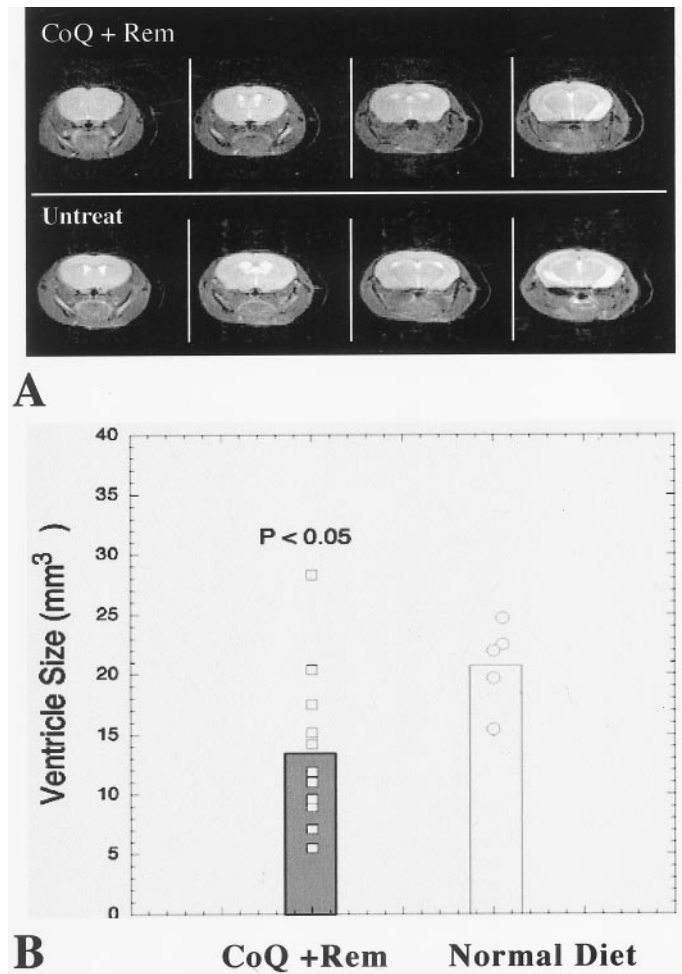 CoQ + Rem
Untreat
A
40
35
30
25
20
15
10
5
0
Ventricle Size (mm3 )
P < 0.05
B
CoQ +Rem
Normal Diet